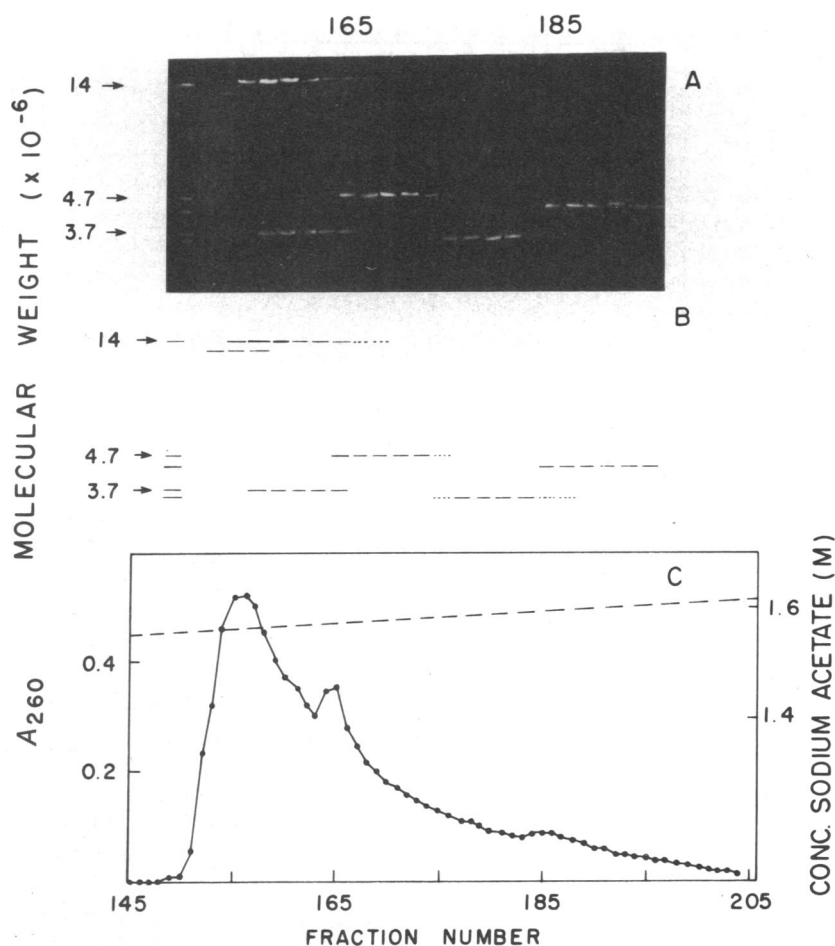 165 185
A
14 →
4.7 →
3.7 →
MOLECULAR WEIGHT (x 10⁻⁶)
B
14 →
4.7 →
3.7 →
C
A260
0.4
0.2
1.6
1.4
CONC. SODIUM ACETATE (M)
145 165 185 205
FRACTION NUMBER